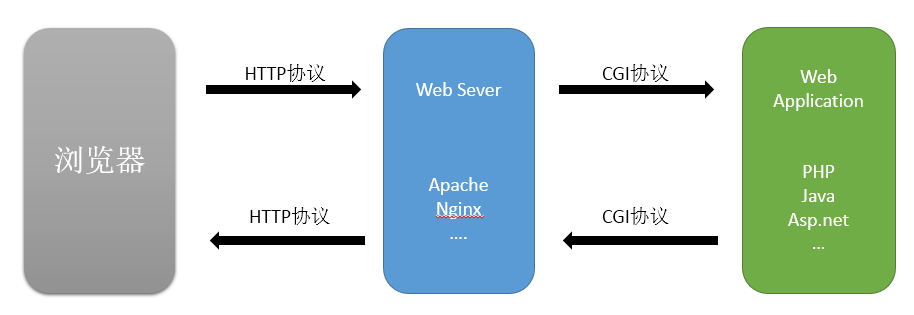 浏览器
HTTP协议
HTTP协议
Web Sever
Apache
Nginx
....
CGI协议
CGI协议
Web
Application
PHP
Java
Asp.net
...